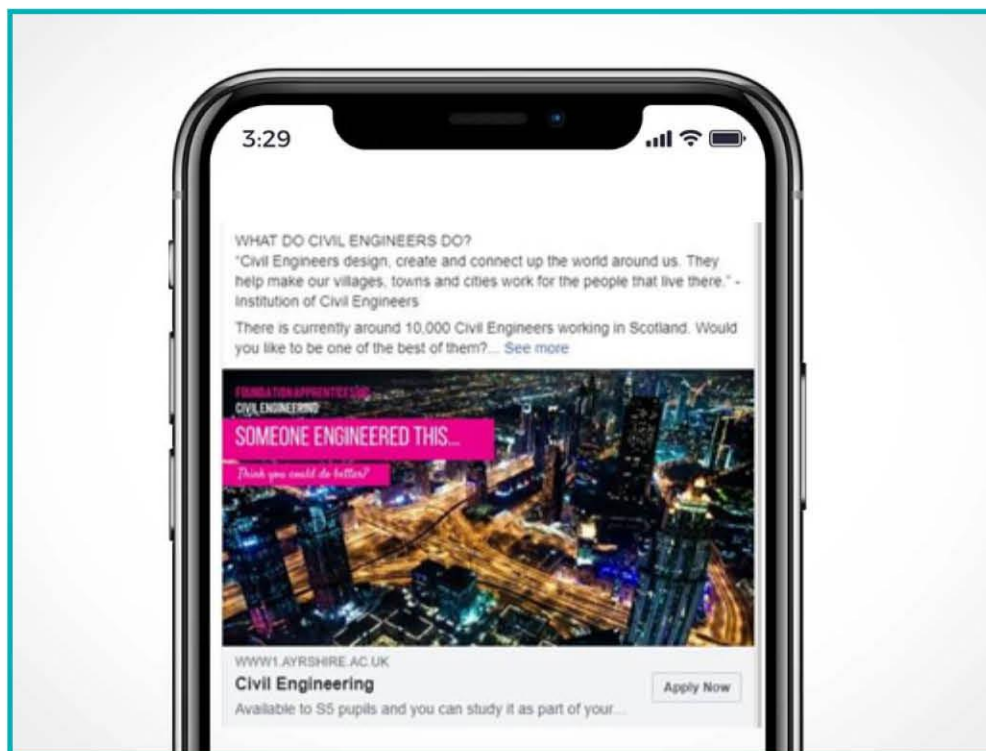 3:29
WHAT DO CIVIL ENGINEERS DO?
"Civil Engineers design, create and connect up the world around us. They
help make our villages, towns and cities work for the people that live there." -
Institution of Civil Engineers
There is currently around 10,000 Civil Engineers working in Scotland. Would
you like to be one of the best of them?... See more
FOUNDATION APPRENTICESHIP
CIVIL ENGINEERING
SOMEONE ENGINEERED THIS...
Think you could do better?
WWW1.AYRSHIRE.AC.UK
Civil Engineering
Apply Now
Available to S5 pupils and you can study it as part of your...